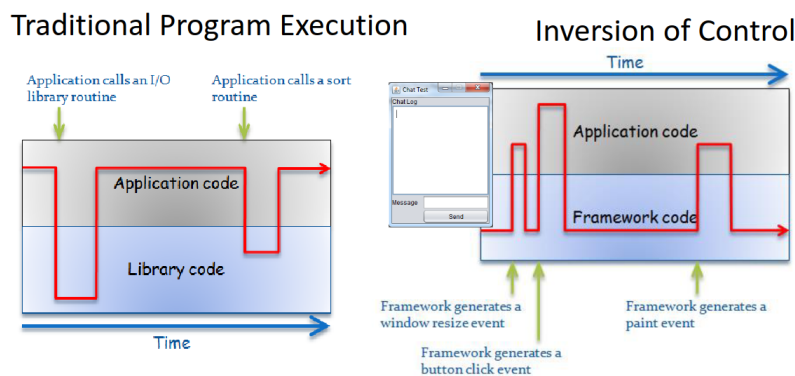 Traditional Program Execution
Application calls an I/O
library routine
Application calls a sort
routine
Application code
Library code
Time
Inversion of Control
Time
Chat Test
Chat Log
Message
Send
Application code
Framework code
Framework generates a
window resize event
Framework generates a
button click event
Framework generates a
paint event